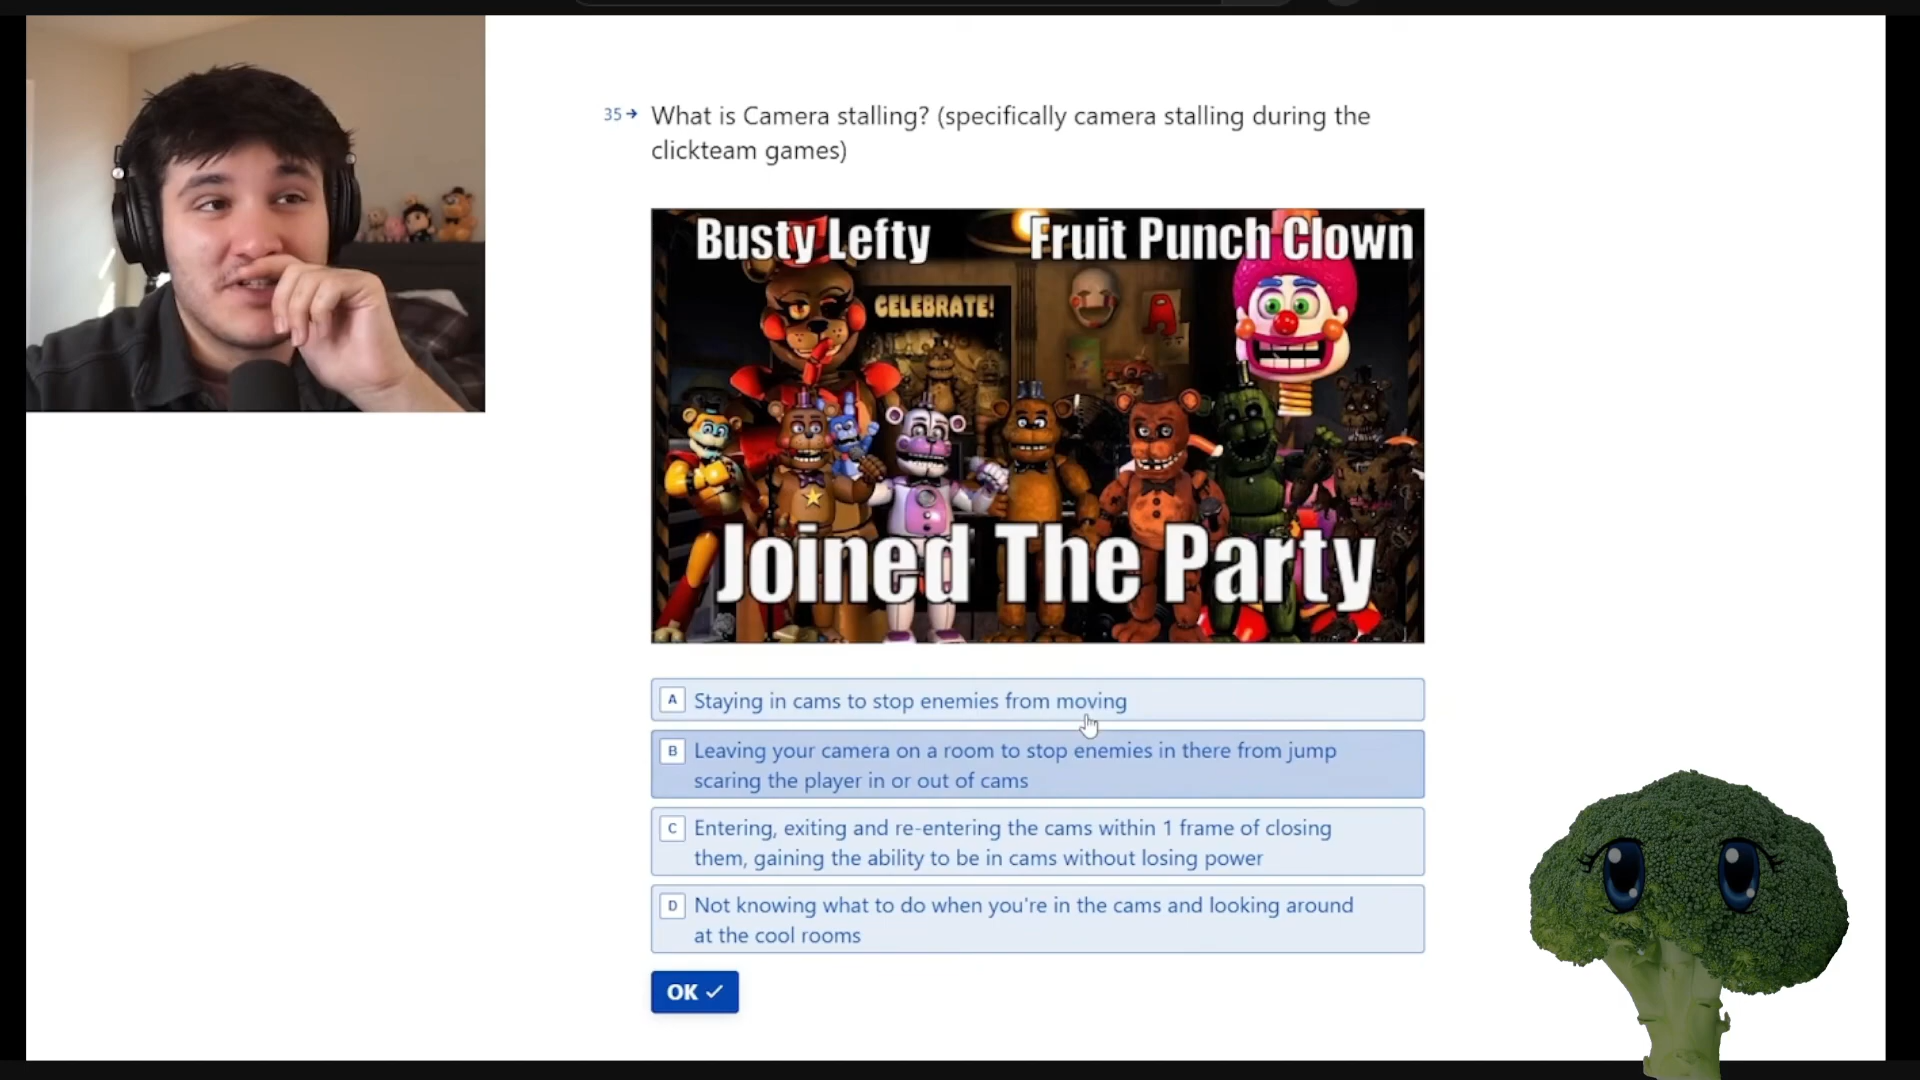 35 What is Camera stalling? (specifically camera stalling during the
clickteam games)
Busty Lefty
Fruit Punch Clown
CELEBRATE!
Joined The Party
A Staying in cams to stop enemies from moving
B Leaving your camera on a room to stop enemies in there from jump
scaring the player in or out of cams
C Entering, exiting and re-entering the cams within 1 frame of closing
them, gaining the ability to be in cams without losing power
D Not knowing what to do when you're in the cams and looking around
at the cool rooms
OK